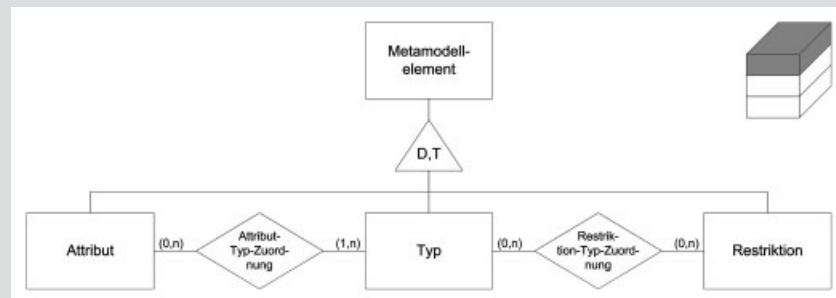 Metamodell-
element
D,T
Attribut
(0,n)
Attribut-
Typ-Zuord-
nung
(1,n)
Typ
(0,n)
Restrik-
tion-Typ-Zuord-
nung
(0,n)
Restriktion